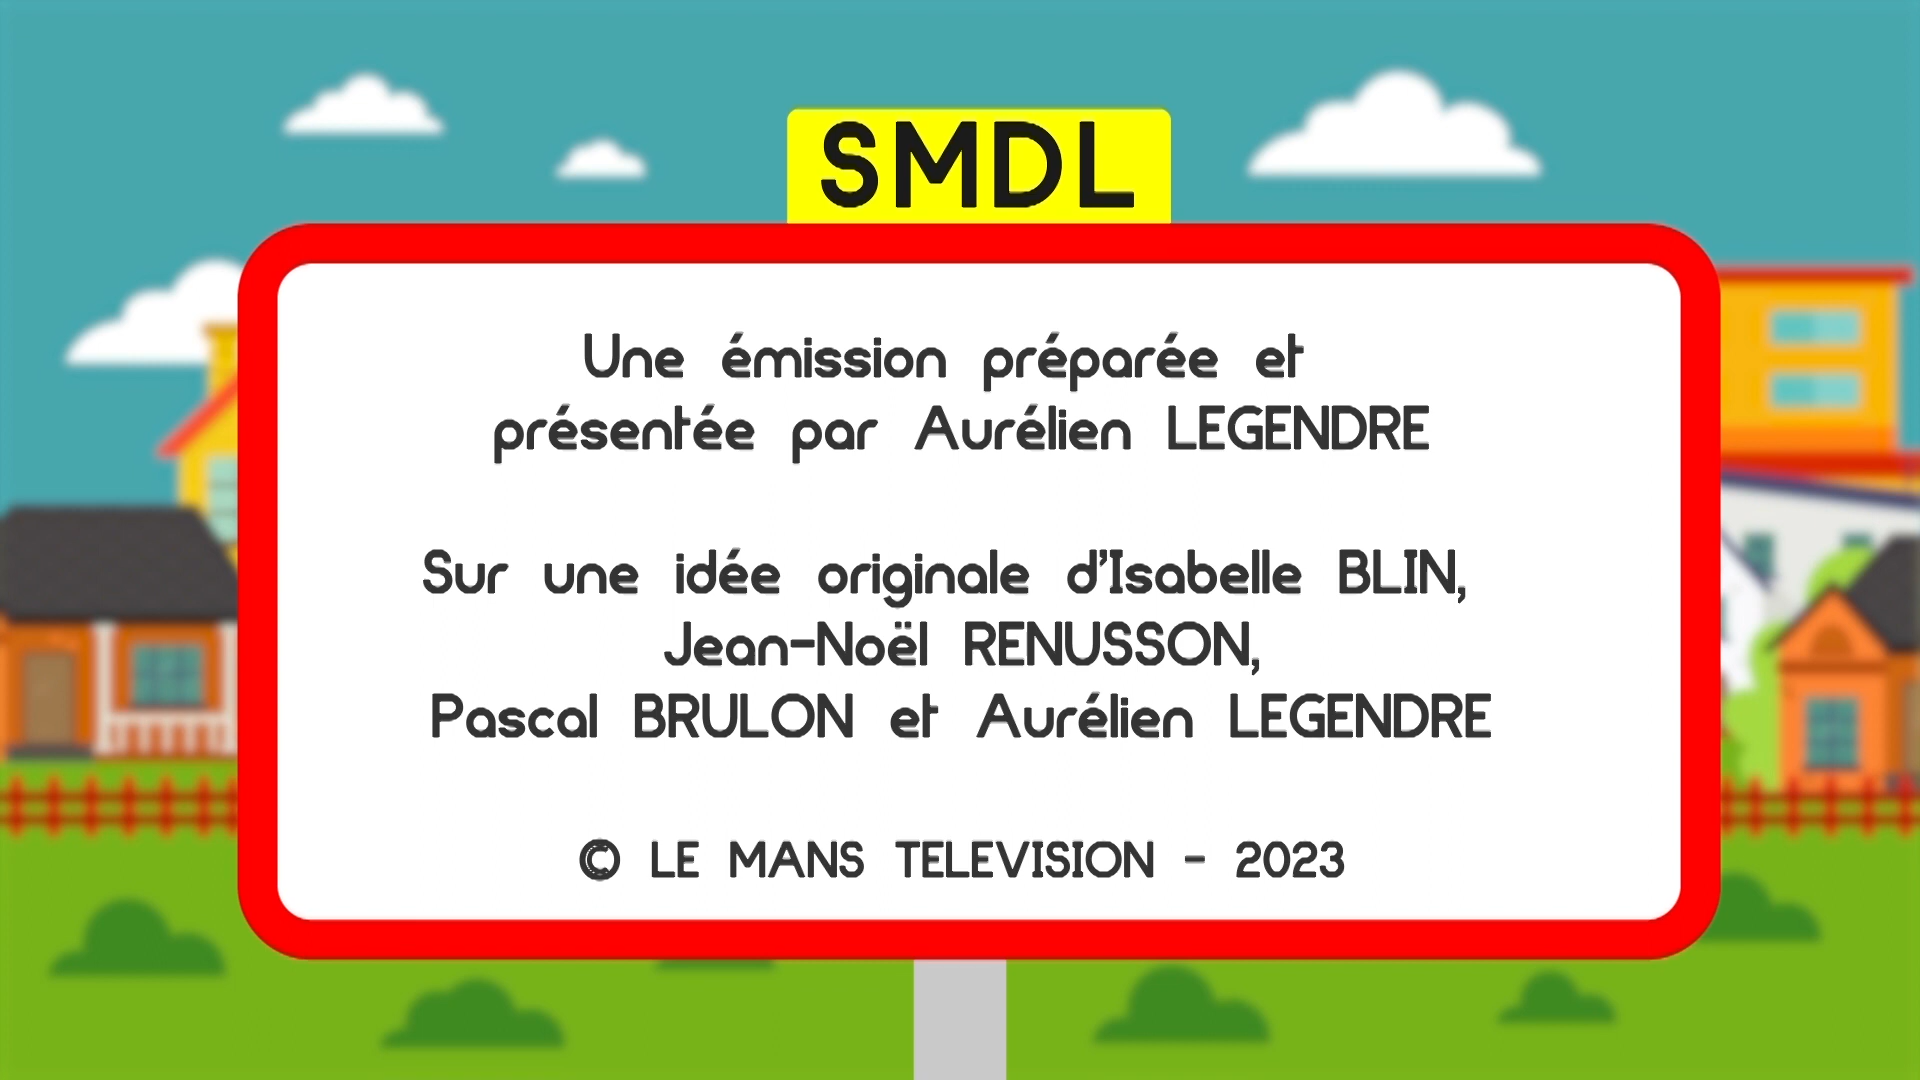 SMDL
Une émission préparée et
présentée par Aurélien LEGENDRE
Sur une idée originale d'Isabelle BLIN,
Jean-Noël RENUSSON,
Pascal BRULON et Aurélien LEGENDRE
© LE MANS TELEVISION - 2023